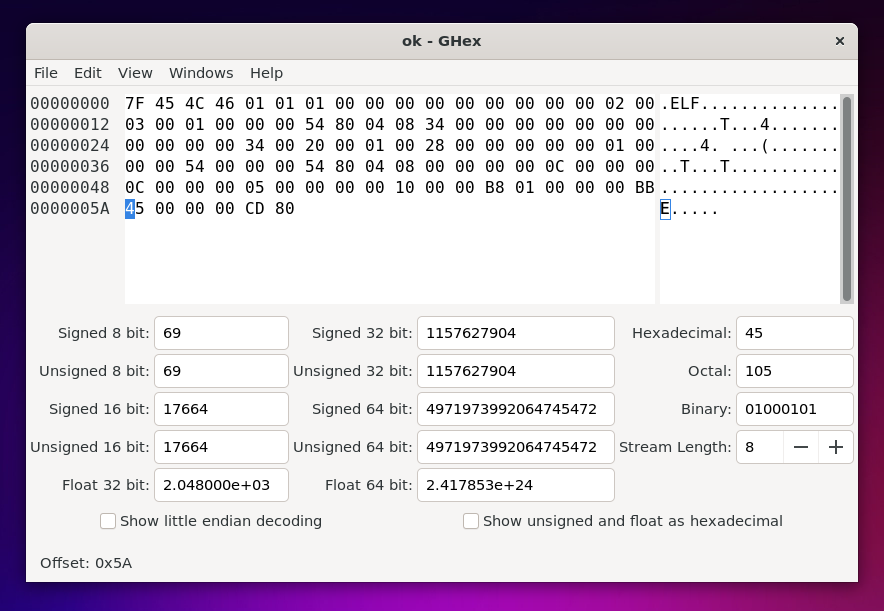 ok - GHex ×
File Edit View Windows Help
00000000 7F 45 4C 46 01 01 01 00 00 00 00 00 00 00 00 00 02 00 .ELF..............
00000012 03 00 01 00 00 00 54 80 04 08 34 00 00 00 00 00 00 00 ......T...4.......
00000024 00 00 00 00 34 00 20 00 01 00 28 00 00 00 00 00 01 00 ....4. ...(.......
00000036 00 00 54 00 00 00 54 80 04 08 00 00 00 00 0C 00 00 00 ..T...T...........
00000048 0C 00 00 00 05 00 00 00 00 10 00 00 B8 01 00 00 00 BB ..................
0000005A 45 00 00 00 CD 80 E.....
Signed 8 bit: 69 Signed 32 bit: 1157627904 Hexadecimal: 45
Unsigned 8 bit: 69 Unsigned 32 bit: 1157627904 Octal: 105
Signed 16 bit: 17664 Signed 64 bit: 4971973992064745472 Binary: 01000101
Unsigned 16 bit: 17664 Unsigned 64 bit: 4971973992064745472 Stream Length: 8 — +
Float 32 bit: 2.048000e+03 Float 64 bit: 2.417853e+24
Show little endian decoding Show unsigned and float as hexadecimal
Offset: 0x5A